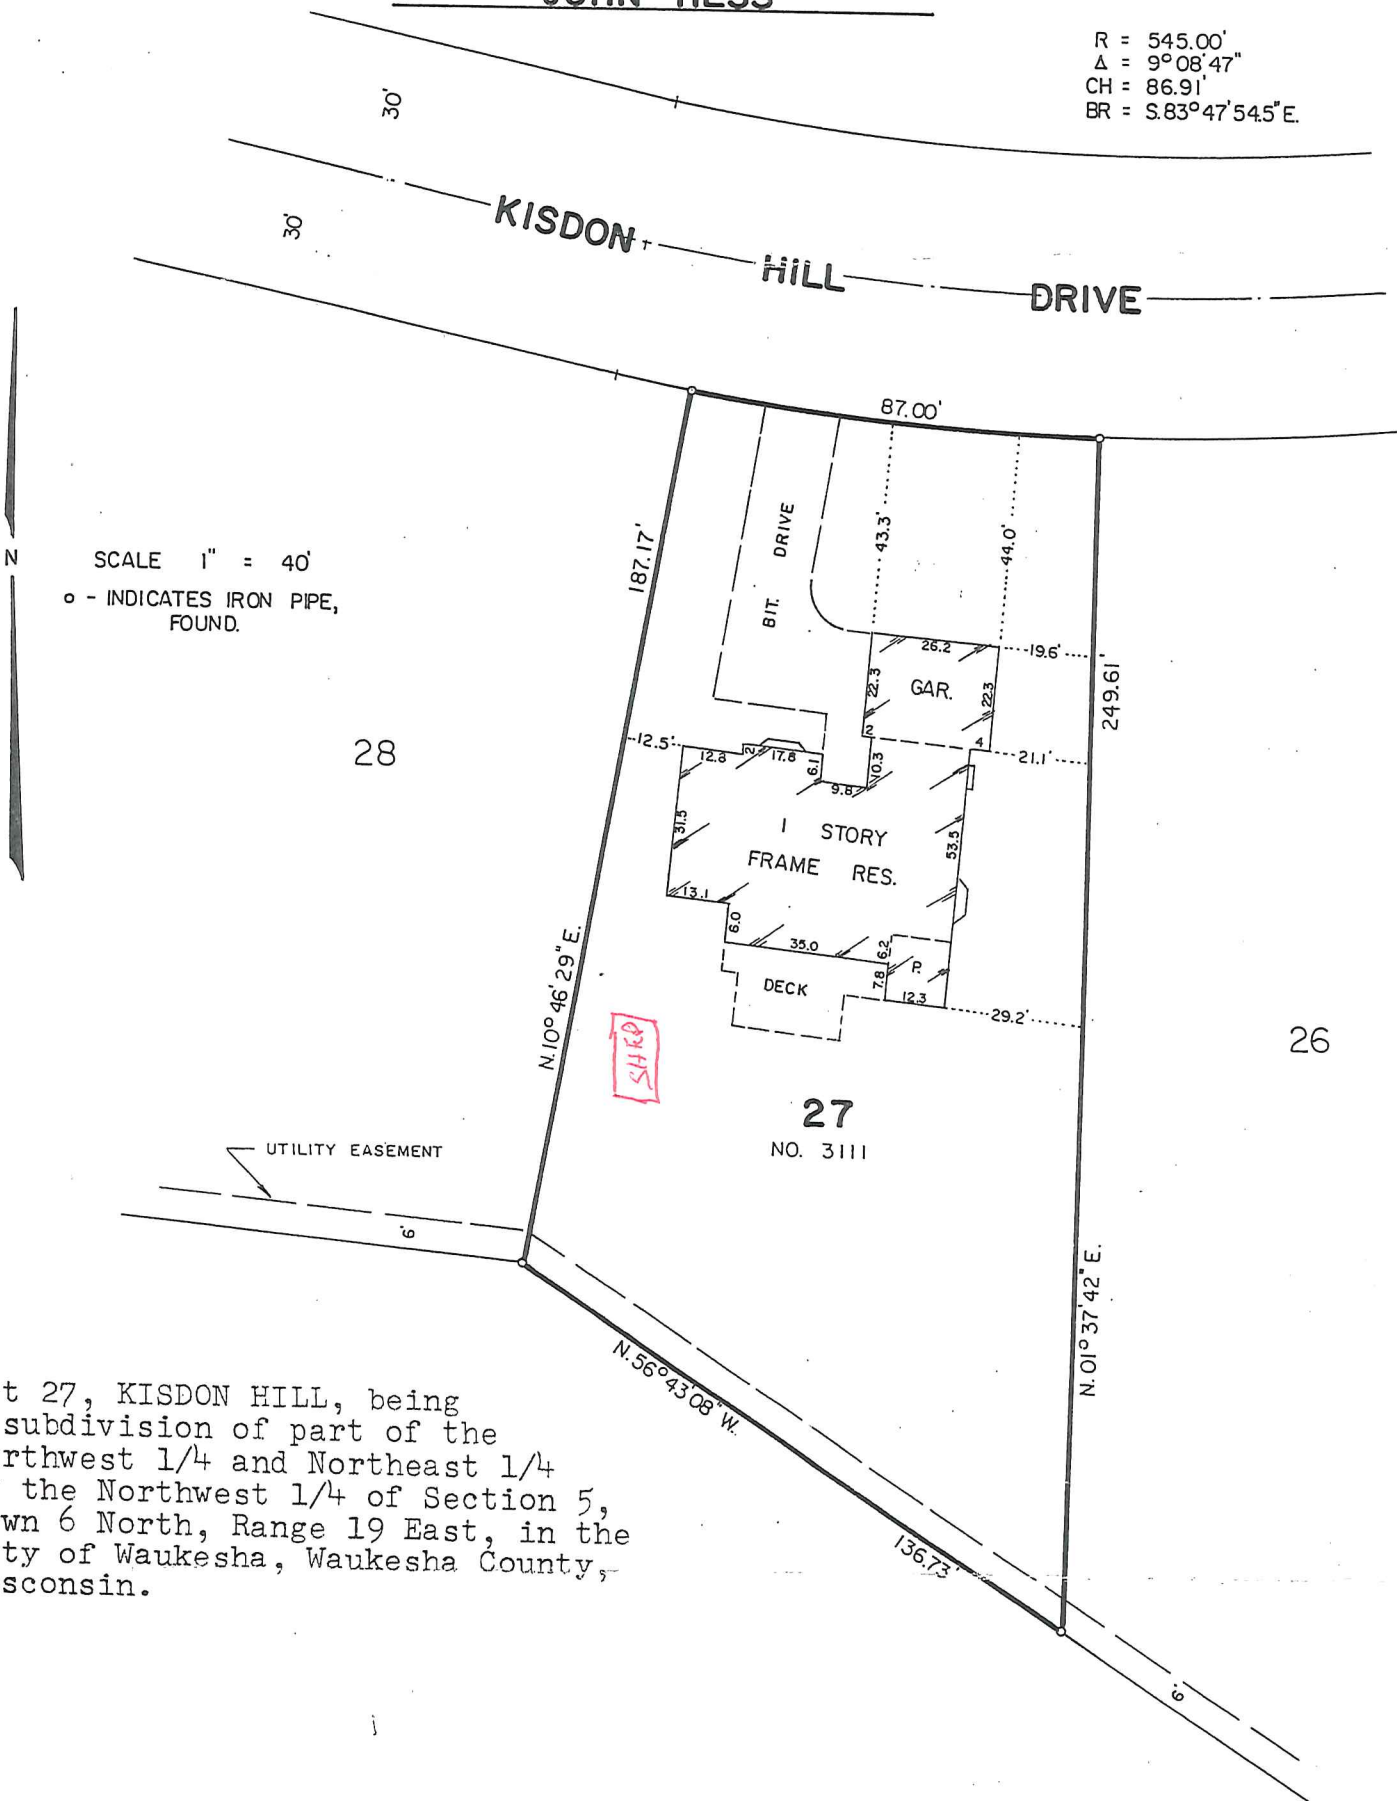 JOHN HESS
R = 545.00'
Δ = 9°08'47"
CH = 86.91'
BR = S.83°47'54.5"E.
30'
30'
KISDON HILL DRIVE
87.00'
N
SCALE 1" = 40'
o - INDICATES IRON PIPE,
FOUND.
187.17'
BIT. DRIVE
43.3'
44.0'
26.2
19.6'
22.3
GAR.
22.3
249.61
28
12.5'
12.8
2
17.8
6.1
9.8
2
10.3
4
21.1'
31.5
1 STORY
FRAME RES.
53.5
13.1
6.0
35.0
6.2
P.
7.8
12.3
DECK
29.2'
N.10°46'29"E.
SHED
26
27
NO. 3111
UTILITY EASEMENT
6'
N.01°37'42"E.
N.56°43'08"W.
136.73'
6'
t 27, KISDON HILL, being
subdivision of part of the
rthwest 1/4 and Northeast 1/4
the Northwest 1/4 of Section 5,
wn 6 North, Range 19 East, in the
ty of Waukesha, Waukesha County,
sconsin.